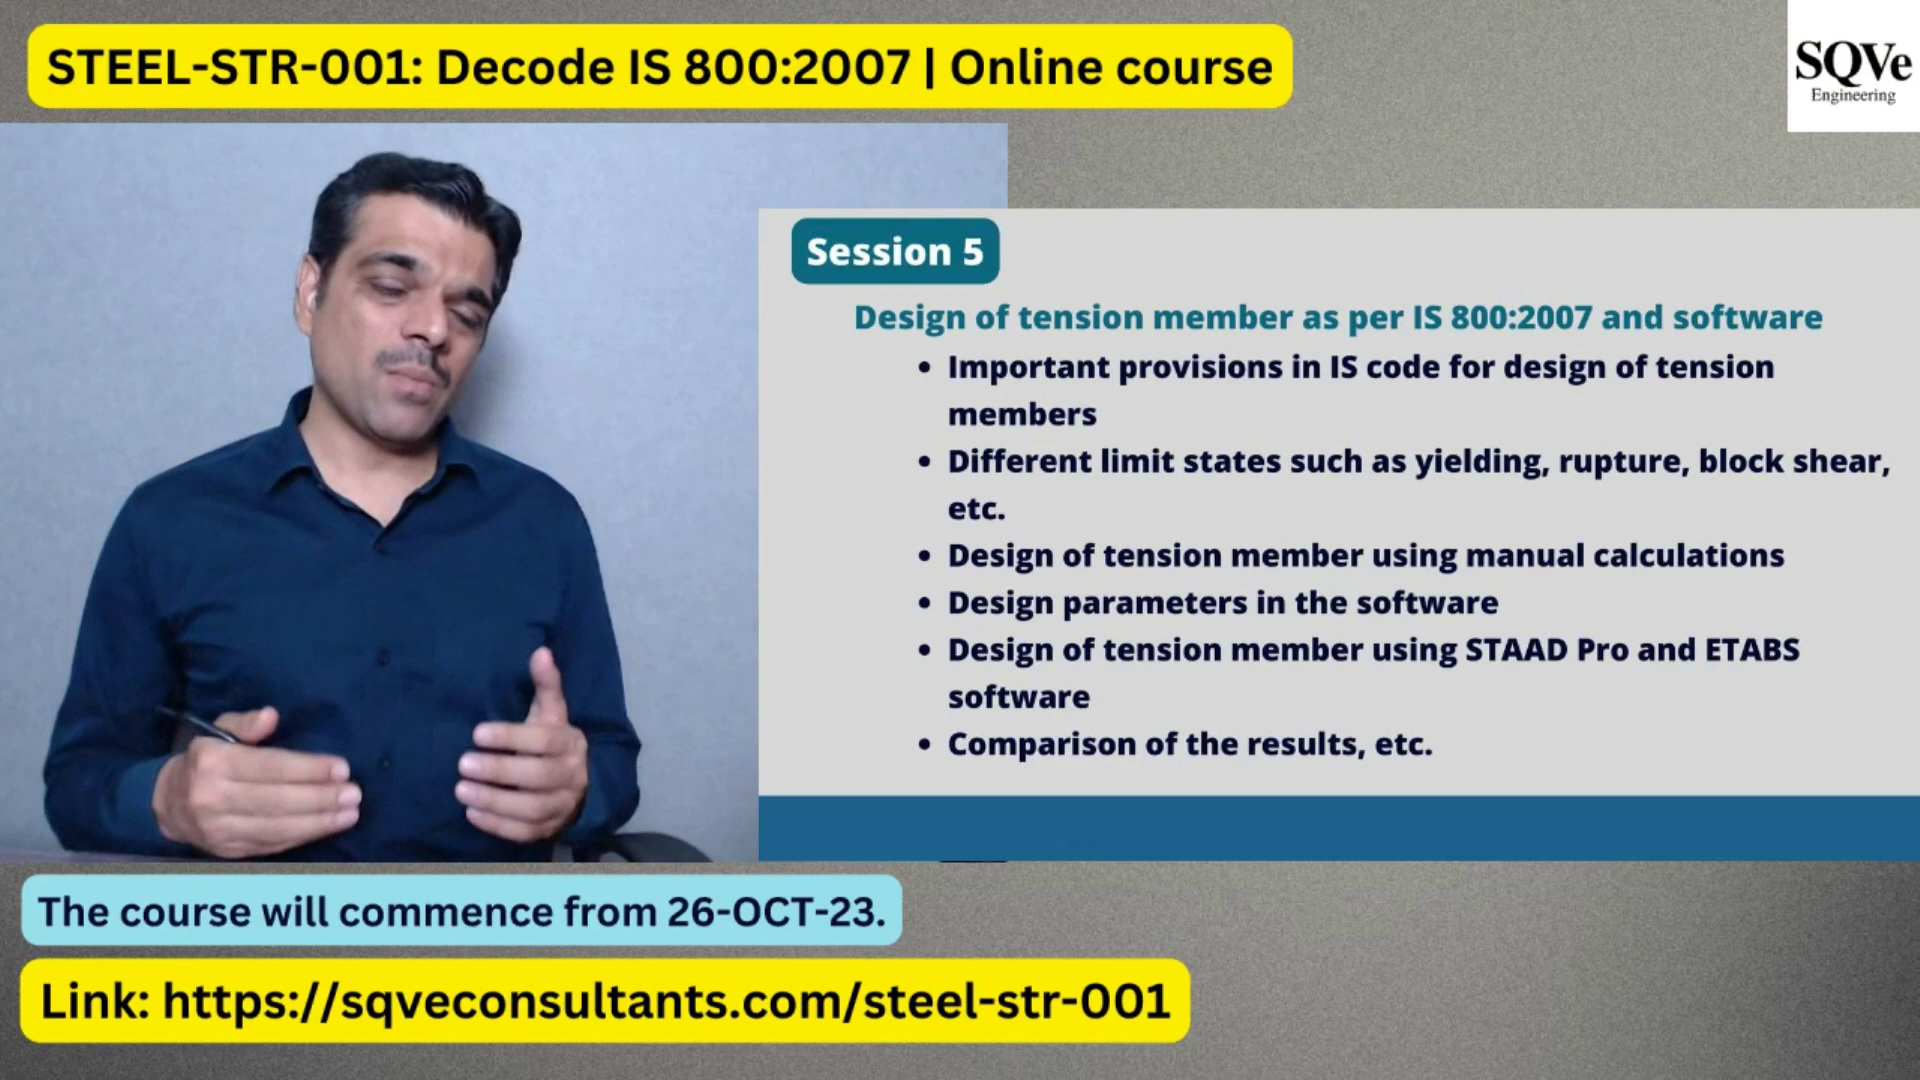 STEEL-STR-001: Decode IS 800:2007 | Online course
SQVe
Engineering
Session 5
Design of tension member as per IS 800:2007 and software
• Important provisions in IS code for design of tension
members
• Different limit states such as yielding, rupture, block shear,
etc.
• Design of tension member using manual calculations
• Design parameters in the software
• Design of tension member using STAAD Pro and ETABS
software
• Comparison of the results, etc.
The course will commence from 26-OCT-23.
Link: https://sqveconsultants.com/steel-str-001